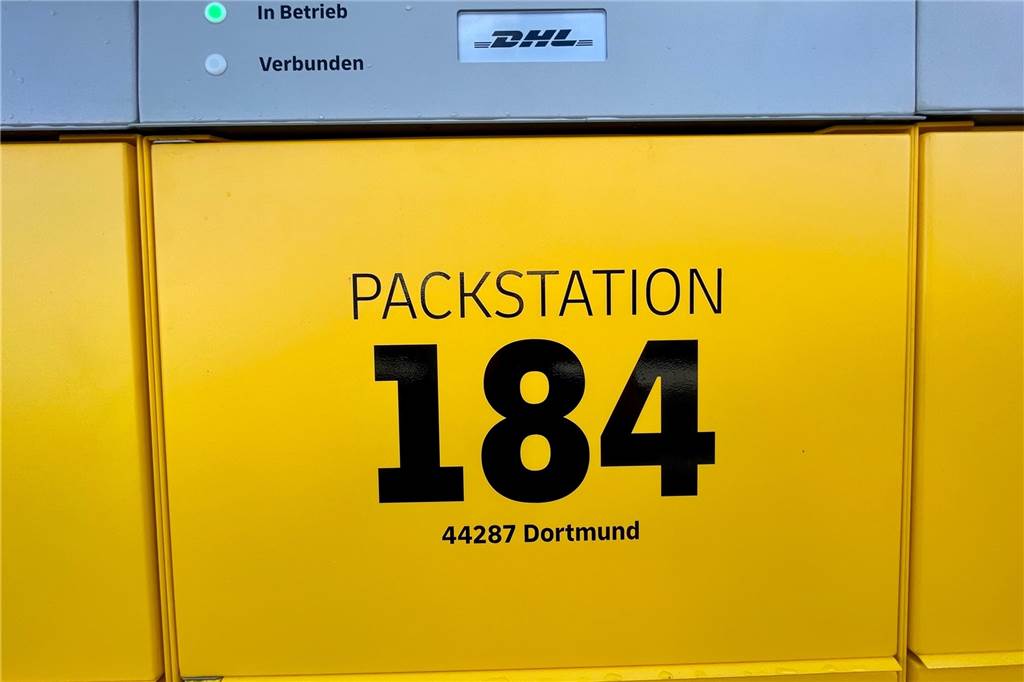 In Betrieb
DHL
Verbunden
PACKSTATION
184
44287 Dortmund